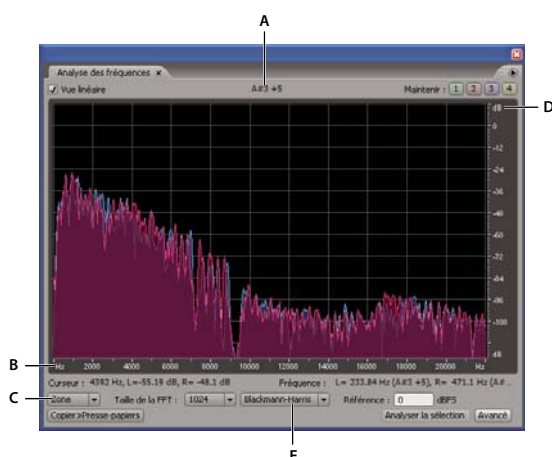 A
Analyse des fréquences ×
Vue linéaire A#3 +5 Maintenir : 1 2 3 4
dB
D
0
-12
-24
-36
-48
-60
-72
-84
-96
-108
dB
B
Hz 2000 4000 6000 8000 10000 12000 14000 16000 18000 Hz
Curseur : 4392 Hz, L=-55.19 dB, R= -48.1 dB Fréquence : L= 233.84 Hz (A#3 +5), R= 471.1 Hz (A#...
C
Zone Taille de la FFT : 1024 Blackmann-Harris Référence : 0 dBFS
Copier>Presse-papiers Analyser la sélection Avancé